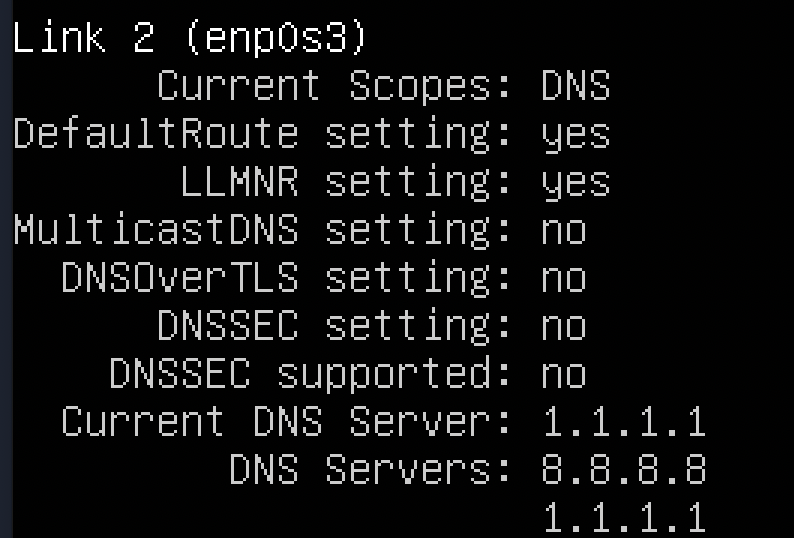 Link 2 (enp0s3)
Current Scopes: DNS
DefaultRoute setting: yes
LLMNR setting: yes
MulticastDNS setting: no
DNSOverTLS setting: no
DNSSEC setting: no
DNSSEC supported: no
Current DNS Server: 1.1.1.1
DNS Servers: 8.8.8.8
1.1.1.1